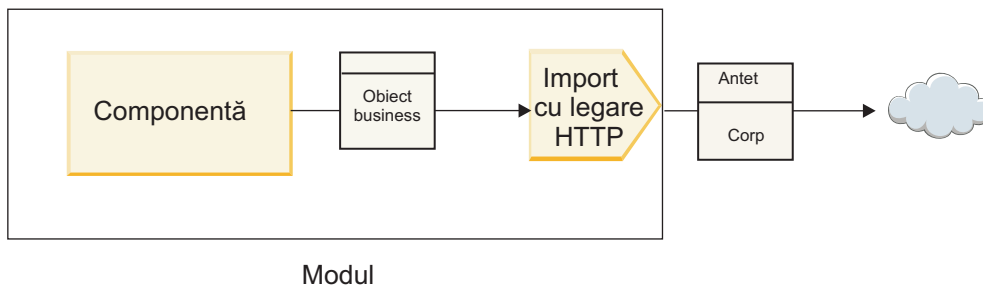 Componentă
Obiect
business
Import
cu legare
HTTP
Antet
Corp
Modul